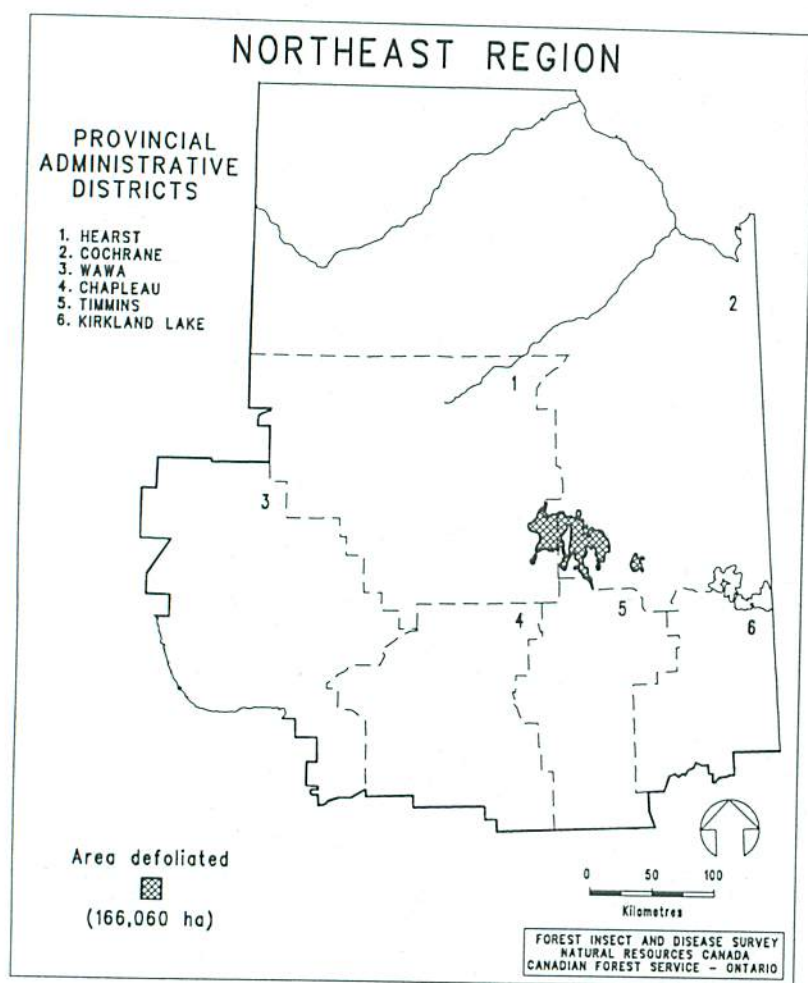 NORTHEAST REGION
PROVINCIAL
ADMINISTRATIVE
DISTRICTS
1. HEARST
2. COCHRANE
3. WAWA
4. CHAPLEAU
5. TIMMINS
6. KIRKLAND LAKE
2
1
3
4
5
6
Area defoliated
(166,060 ha)
0 50 100
Kilometres
FOREST INSECT AND DISEASE SURVEY
NATURAL RESOURCES CANADA
CANADIAN FOREST SERVICE - ONTARIO